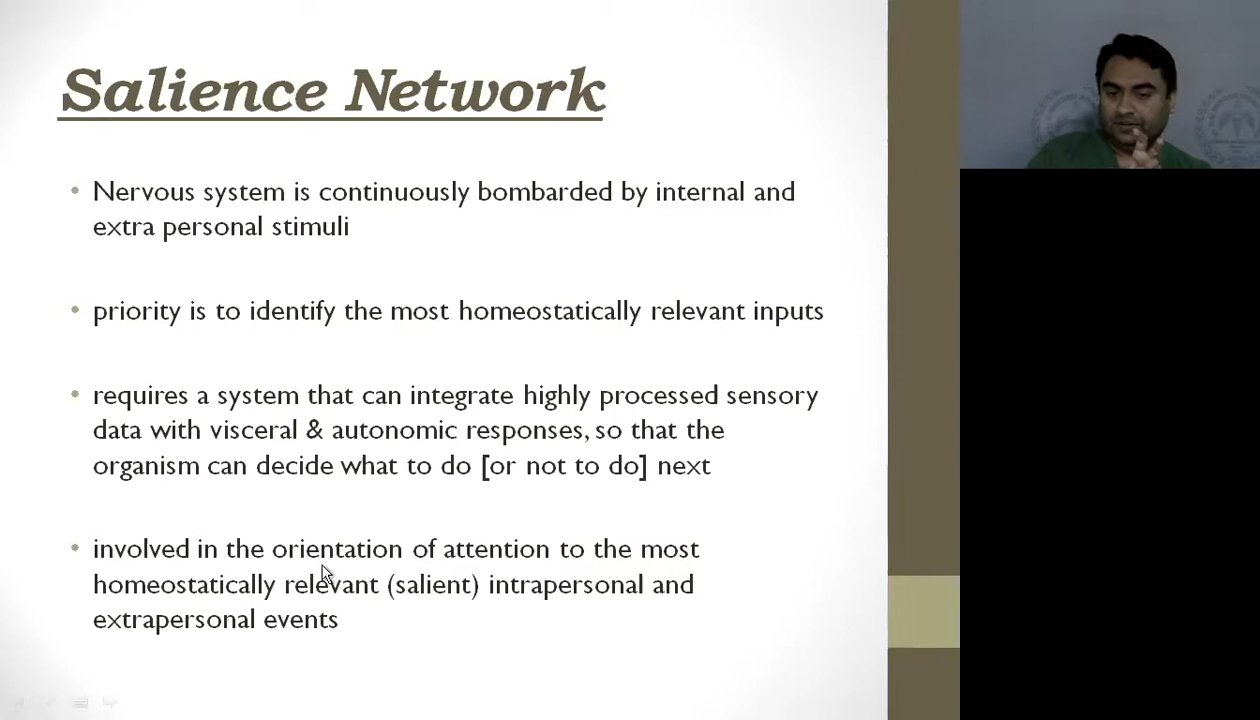 Salience Network
• Nervous system is continuously bombarded by internal and
extra personal stimuli
• priority is to identify the most homeostatically relevant inputs
• requires a system that can integrate highly processed sensory
data with visceral & autonomic responses, so that the
organism can decide what to do [or not to do] next
• involved in the orientation of attention to the most
homeostatically relevant (salient) intrapersonal and
extrapersonal events